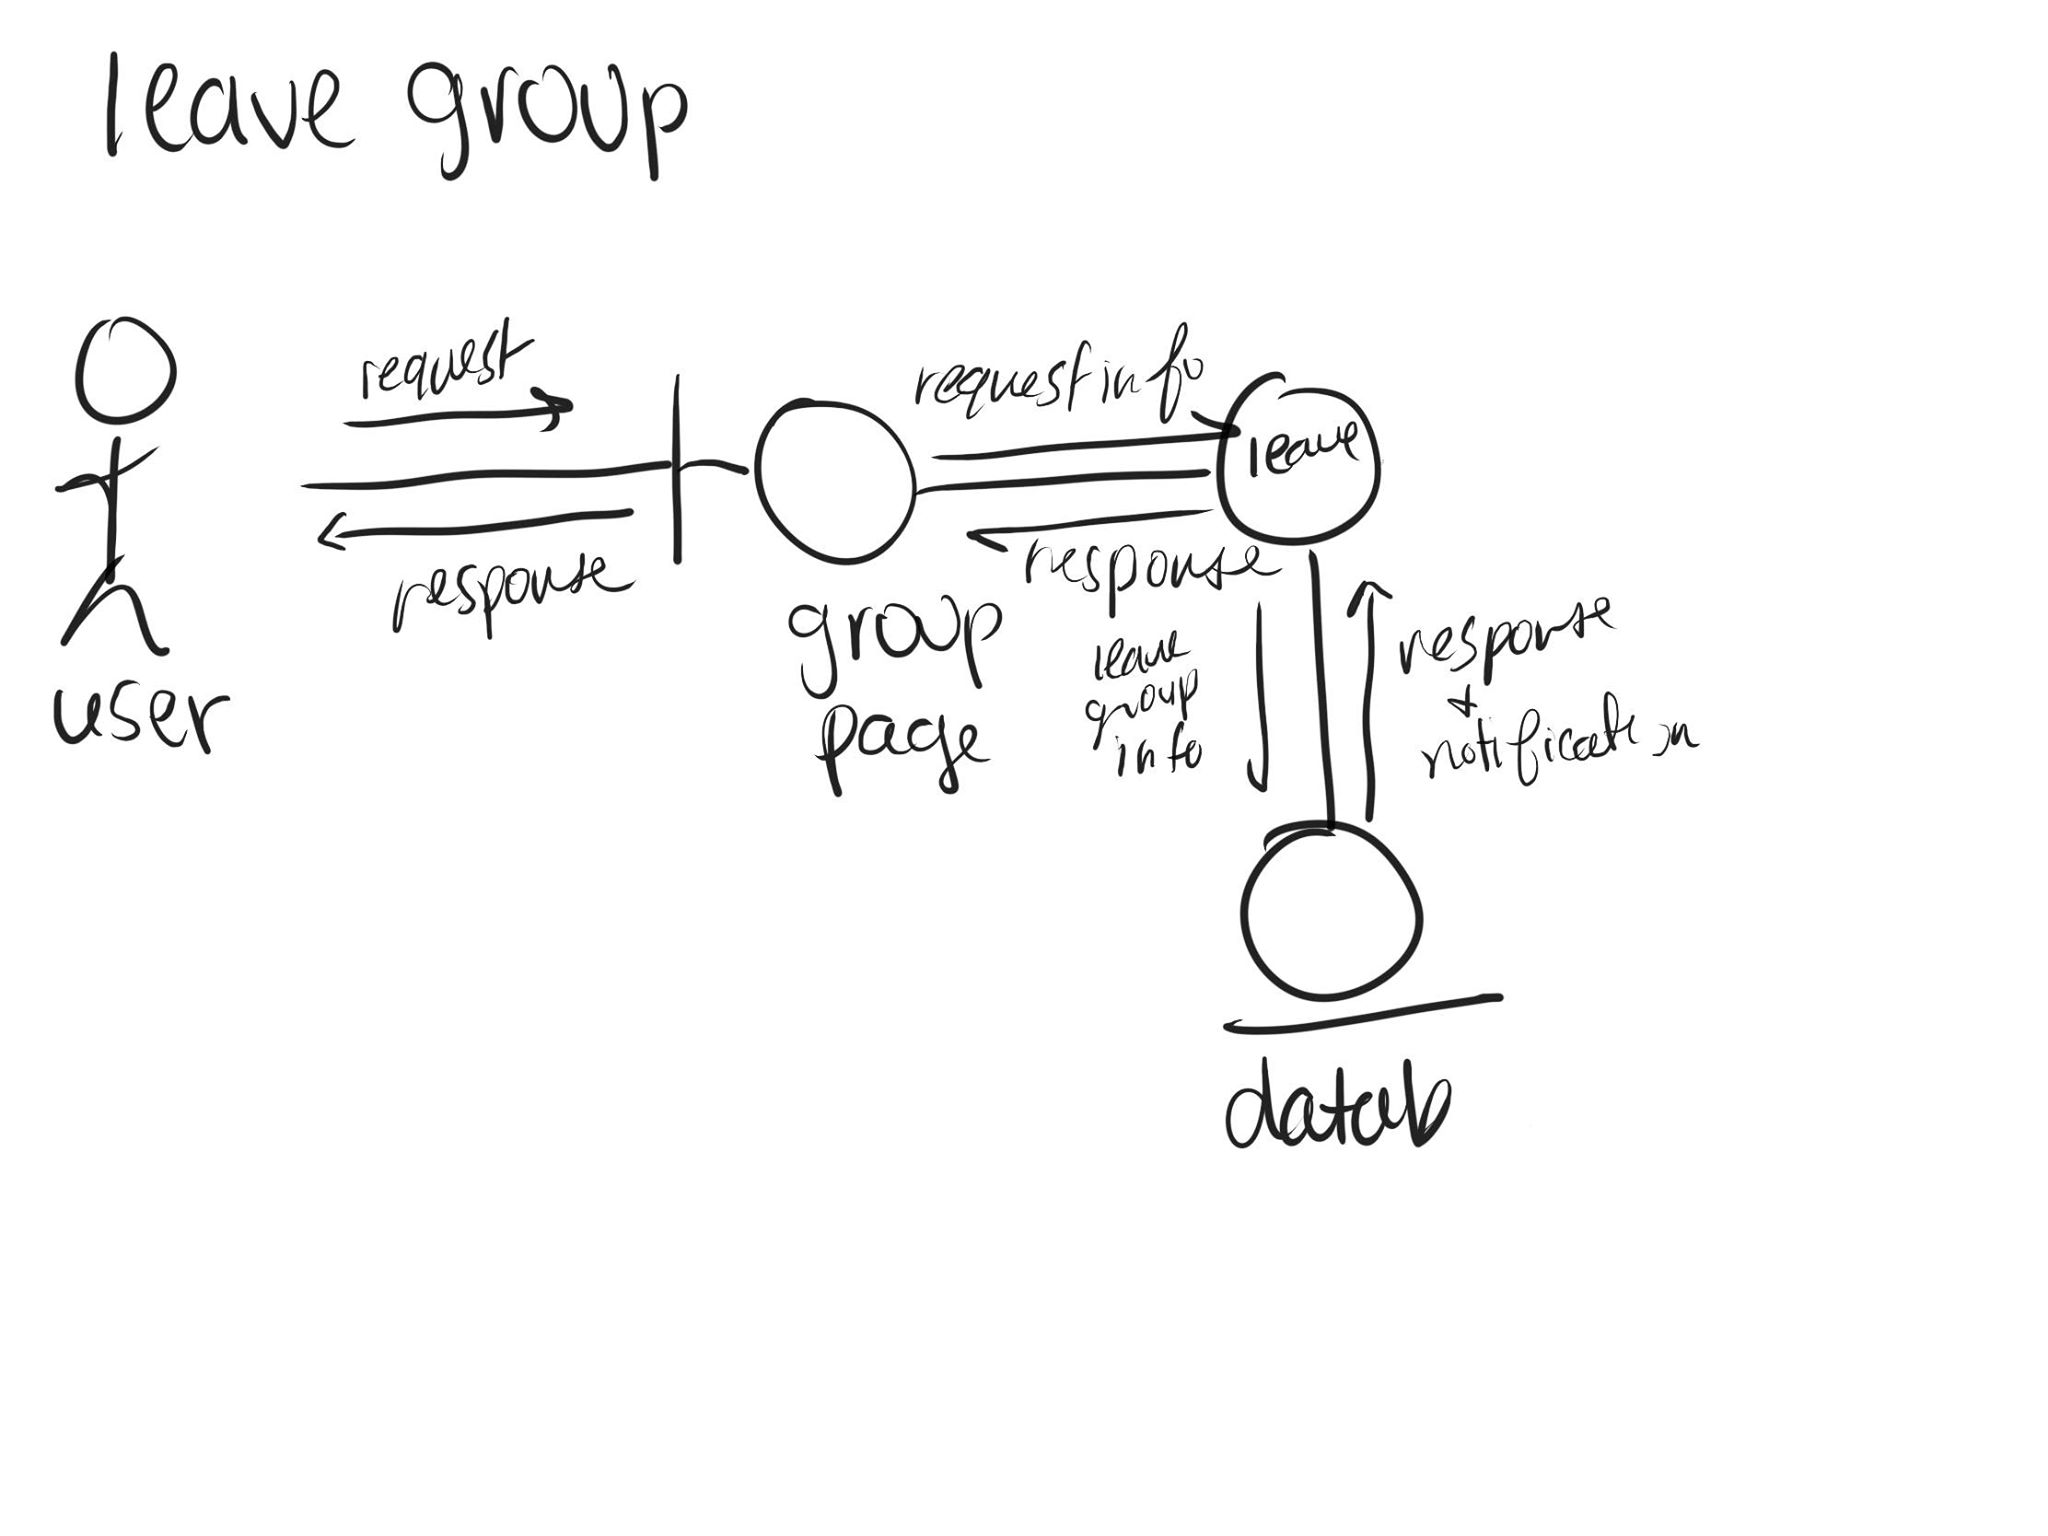 leave group
request
request info
leave
response
response
user
group
page
leave
group
info
response
+
notification
datab